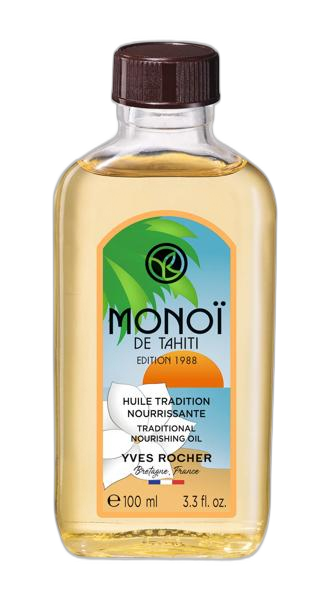 MONOÏ
DE TAHITI
EDITION 1988
HUILE TRADITION
NOURRISSANTE
TRADITIONAL
NOURISHING OIL
YVES ROCHER
Bretagne, France
℮100 ml 3.3 fl. oz.